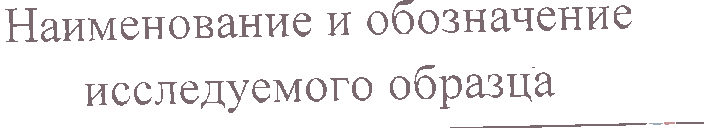 Наименование и обозначение
исследуемого образца